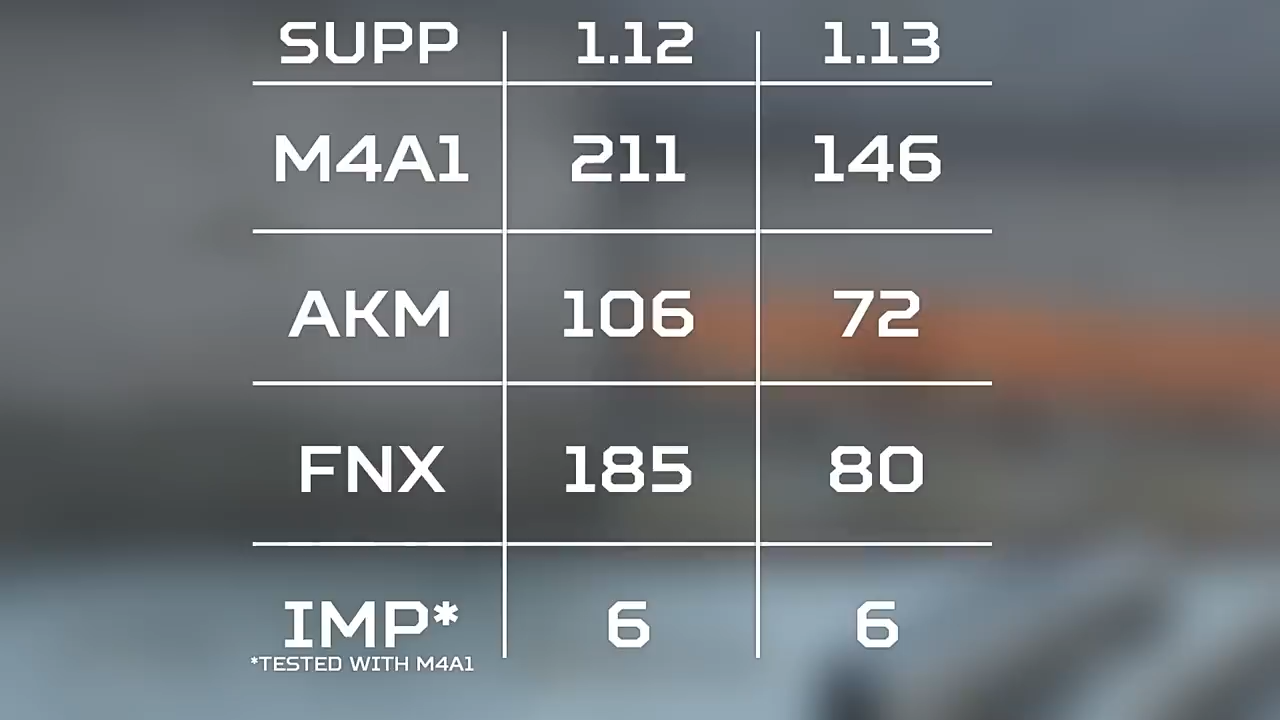 SUPP 1.12 1.13
M4A1 211 146
AKM 106 72
FNX 185 80
IMP* 6 6
*TESTED WITH M4A1